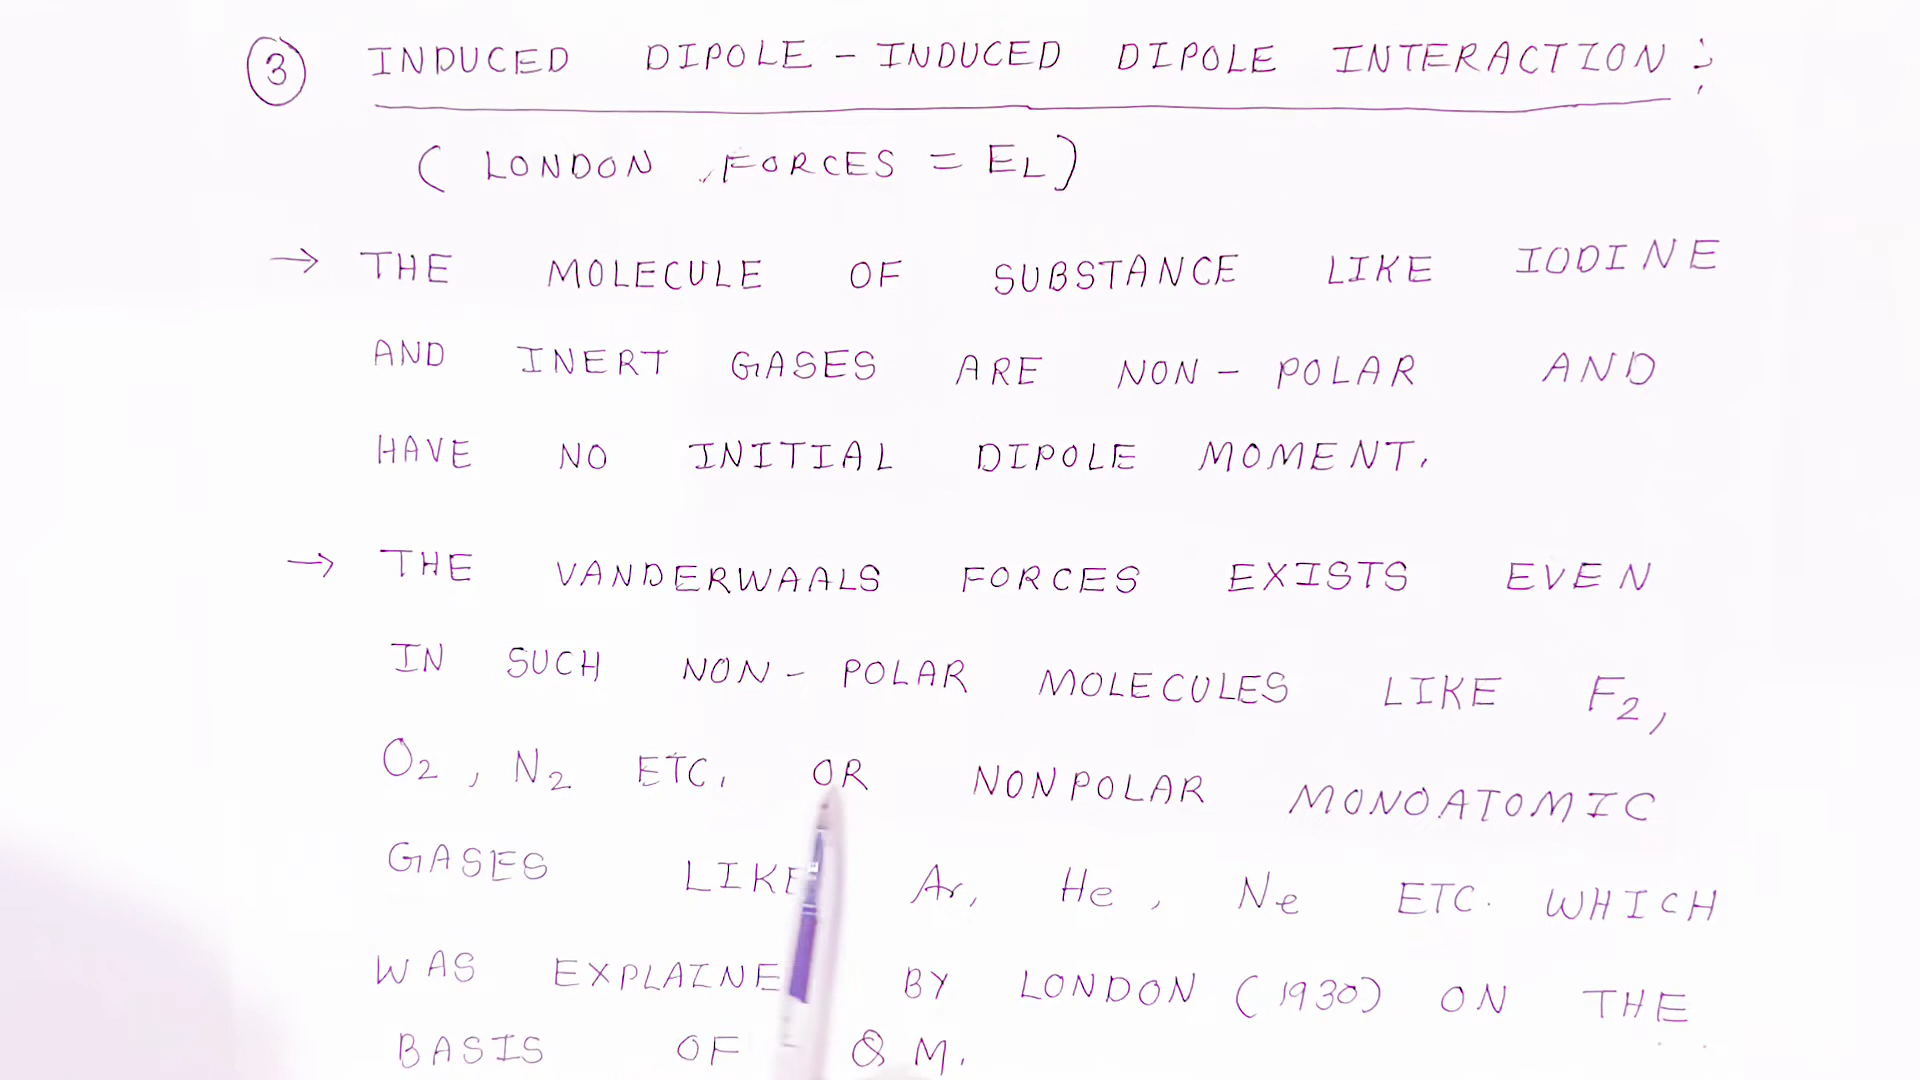 3 INDUCED DIPOLE - INDUCED DIPOLE INTERACTION :-
( LONDON FORCES = EL )
→ THE MOLECULE OF SUBSTANCE LIKE IODINE
AND INERT GASES ARE NON - POLAR AND
HAVE NO INITIAL DIPOLE MOMENT.
→ THE VANDERWAALS FORCES EXISTS EVEN
IN SUCH NON - POLAR MOLECULES LIKE F2,
O2 , N2 ETC. OR NONPOLAR MONOATOMIC
GASES LIKE Ar, He , Ne ETC. WHICH
WAS EXPLAINE BY LONDON (1930) ON THE
BASIS OF Q M.